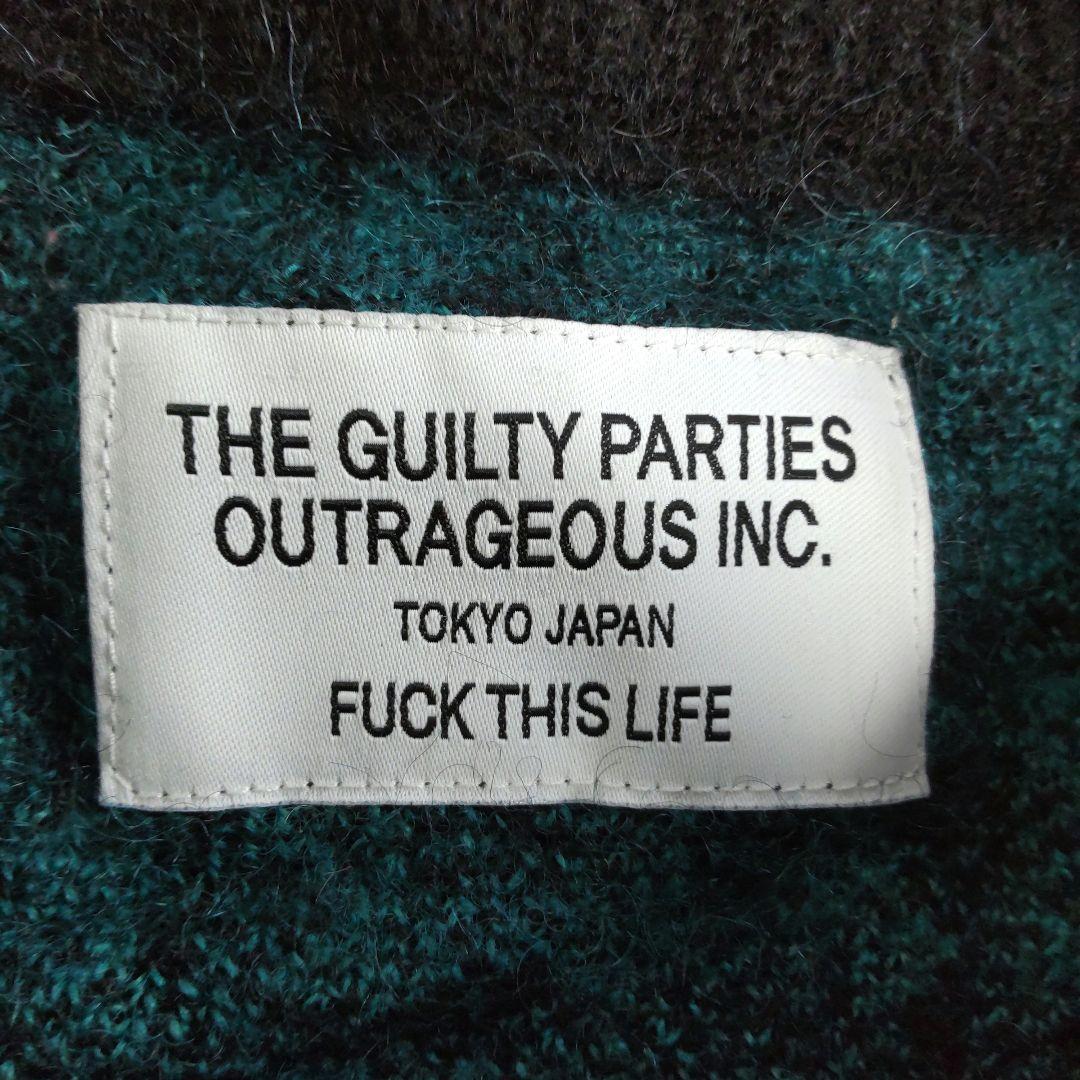 THE GUILTY PARTIES
OUTRAGEOUS INC.
TOKYO JAPAN
FUCK THIS LIFE